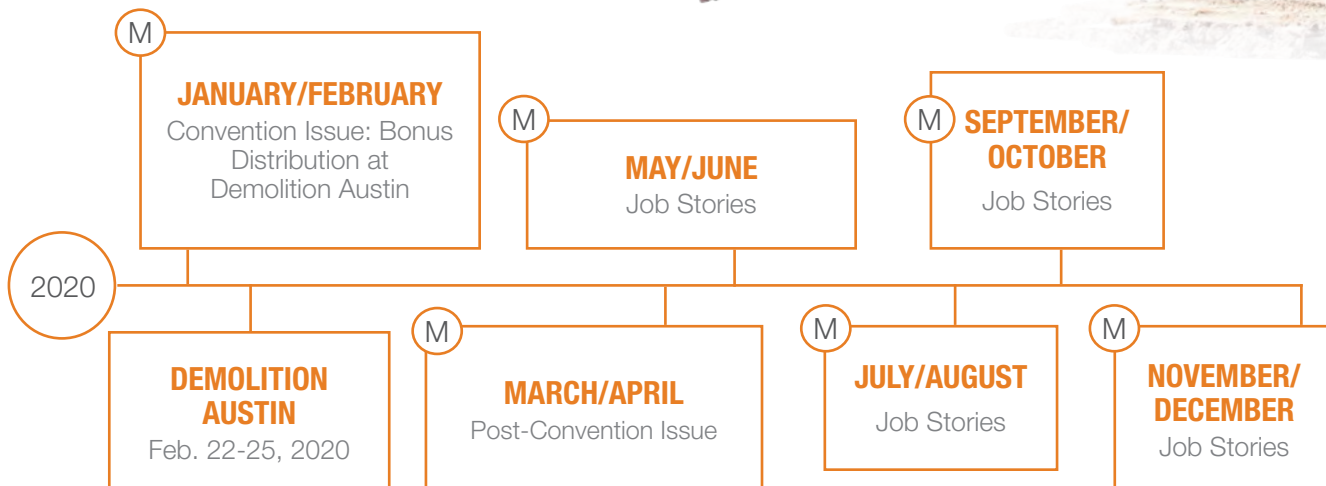 M
JANUARY/FEBRUARY
Convention Issue: Bonus
Distribution at
Demolition Austin
M
MAY/JUNE
Job Stories
M
SEPTEMBER/
OCTOBER
Job Stories
2020
DEMOLITION
AUSTIN
Feb. 22-25, 2020
M
MARCH/APRIL
Post-Convention Issue
M
JULY/AUGUST
Job Stories
M
NOVEMBER/
DECEMBER
Job Stories